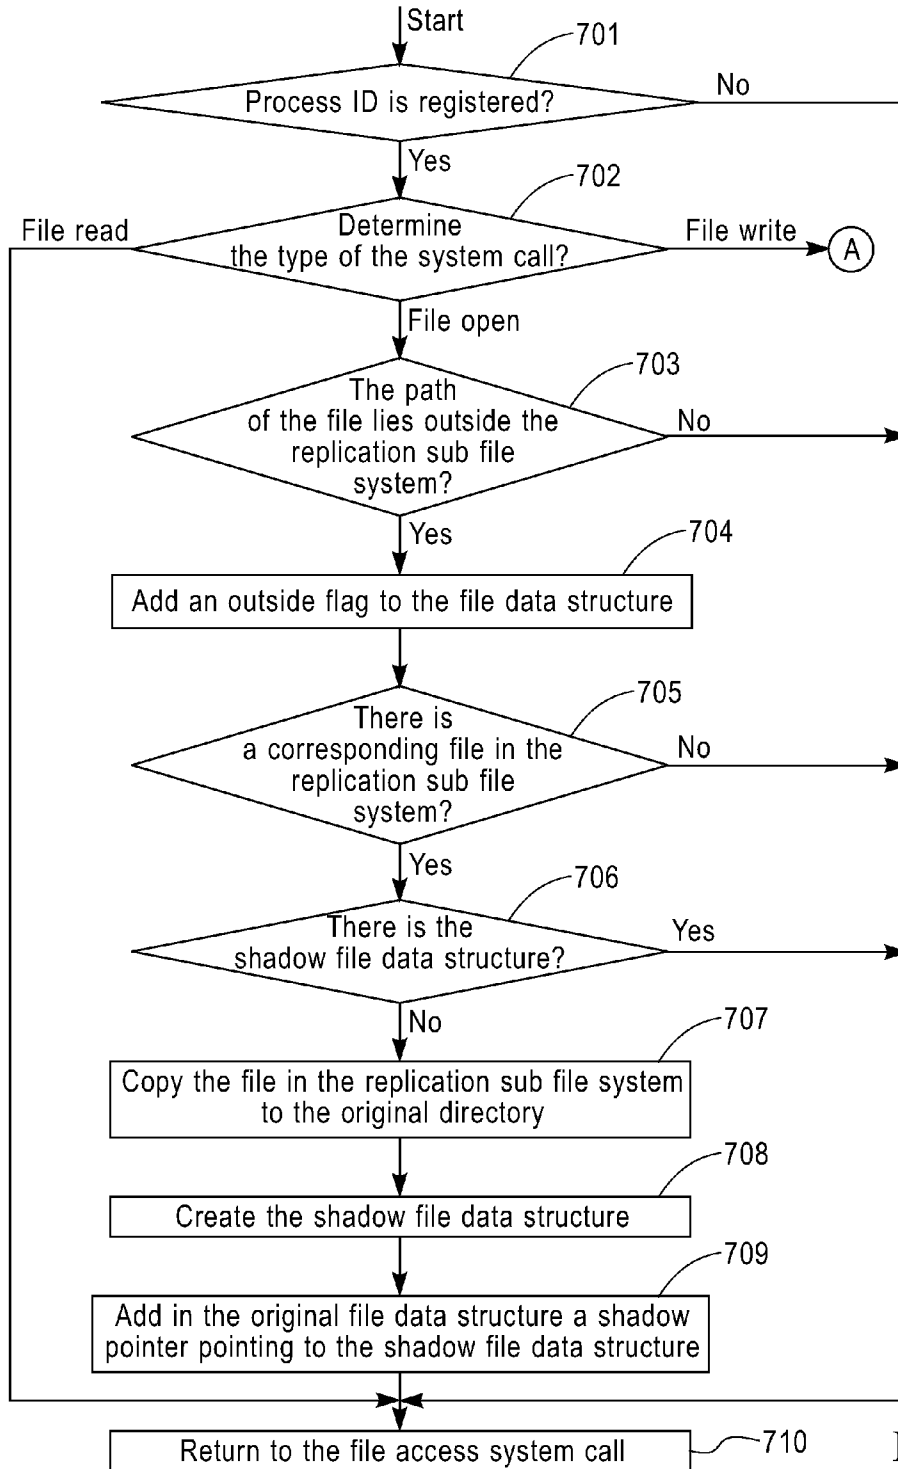 Start
701
Process ID is registered?
No
Yes
702
File read
Determine
the type of the system call?
File write
A
File open
703
The path
of the file lies outside the
replication sub file
system?
No
Yes
704
Add an outside flag to the file data structure
705
There is
a corresponding file in the
replication sub file
system?
No
Yes
706
There is the
shadow file data structure?
Yes
No
707
Copy the file in the replication sub file system
to the original directory
708
Create the shadow file data structure
709
Add in the original file data structure a shadow
pointer pointing to the shadow file data structure
Return to the file access system call
710